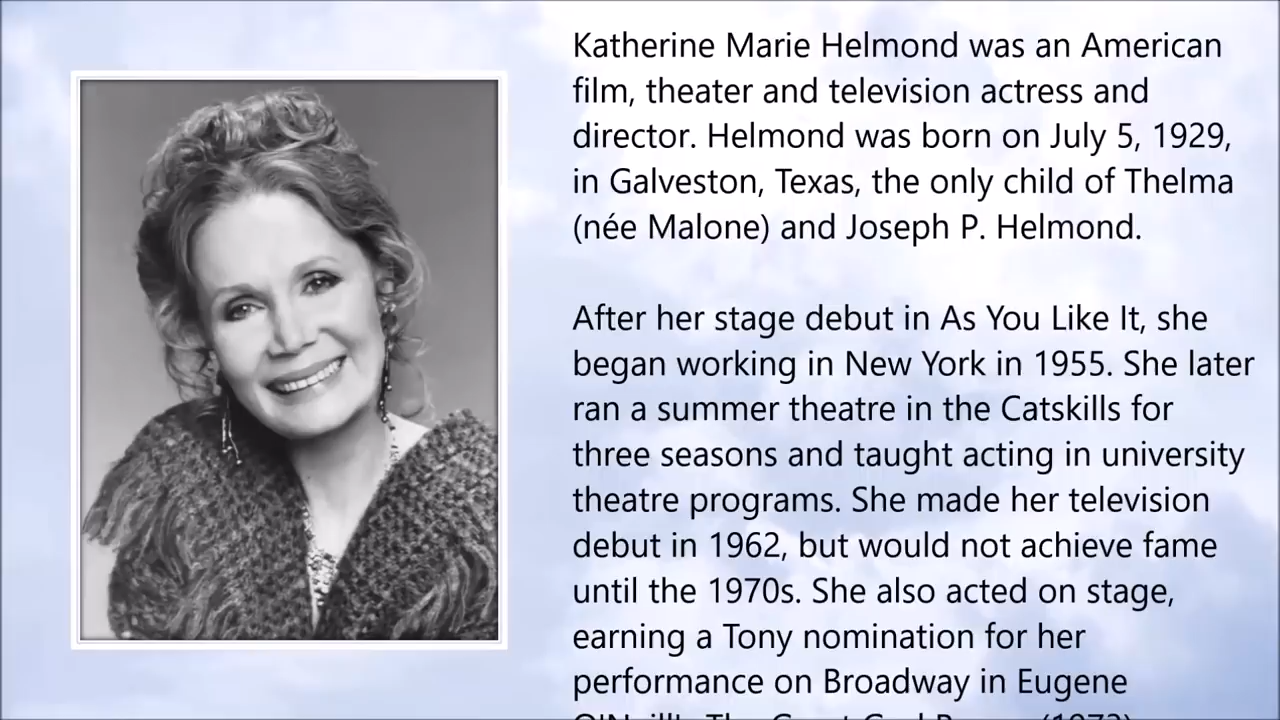 Katherine Marie Helmond was an American
film, theater and television actress and
director. Helmond was born on July 5, 1929,
in Galveston, Texas, the only child of Thelma
(née Malone) and Joseph P. Helmond.
After her stage debut in As You Like It, she
began working in New York in 1955. She later
ran a summer theatre in the Catskills for
three seasons and taught acting in university
theatre programs. She made her television
debut in 1962, but would not achieve fame
until the 1970s. She also acted on stage,
earning a Tony nomination for her
performance on Broadway in Eugene